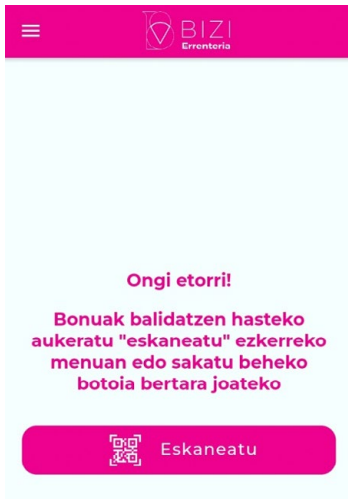 BIZI
Errenteria
Ongi etorri!
Bonuak balidatzen hasteko
aukeratu "eskaneatu" ezkerreko
menuan edo sakatu beheko
botoia bertara joateko
Eskaneatu